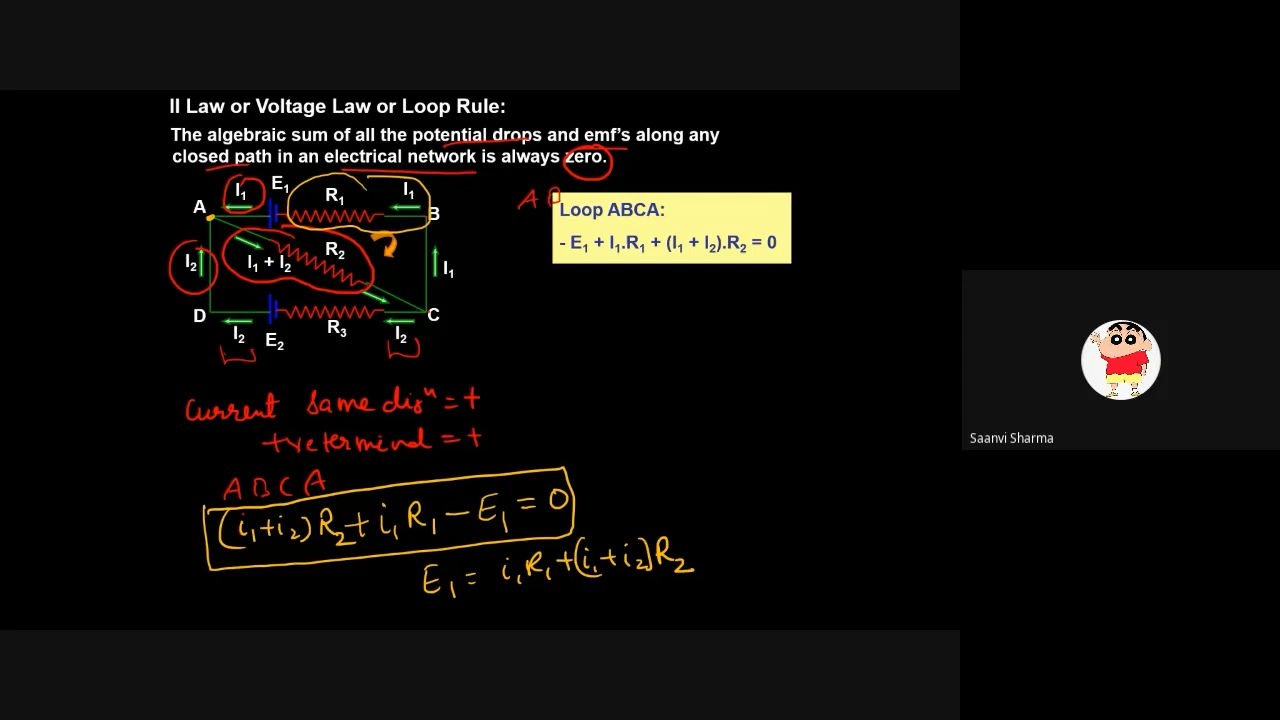 II Law or Voltage Law or Loop Rule:
The algebraic sum of all the potential drops and emf's along any
closed path in an electrical network is always zero.
I₁ E₁ R₁ I₁
A B
A
Loop ABCA:
- E₁ + I₁.R₁ + (I₁ + I₂).R₂ = 0
I₂ I₁ + I₂ R₂ I₁
D C
I₂ E₂ R₃ I₂
Current same dirⁿ = +
+ve terminal = +
A B C A
(i₁+i₂)R₂ + i₁R₁ − E₁ = 0
E₁ = i₁R₁ + (i₁+i₂)R₂
Saanvi Sharma